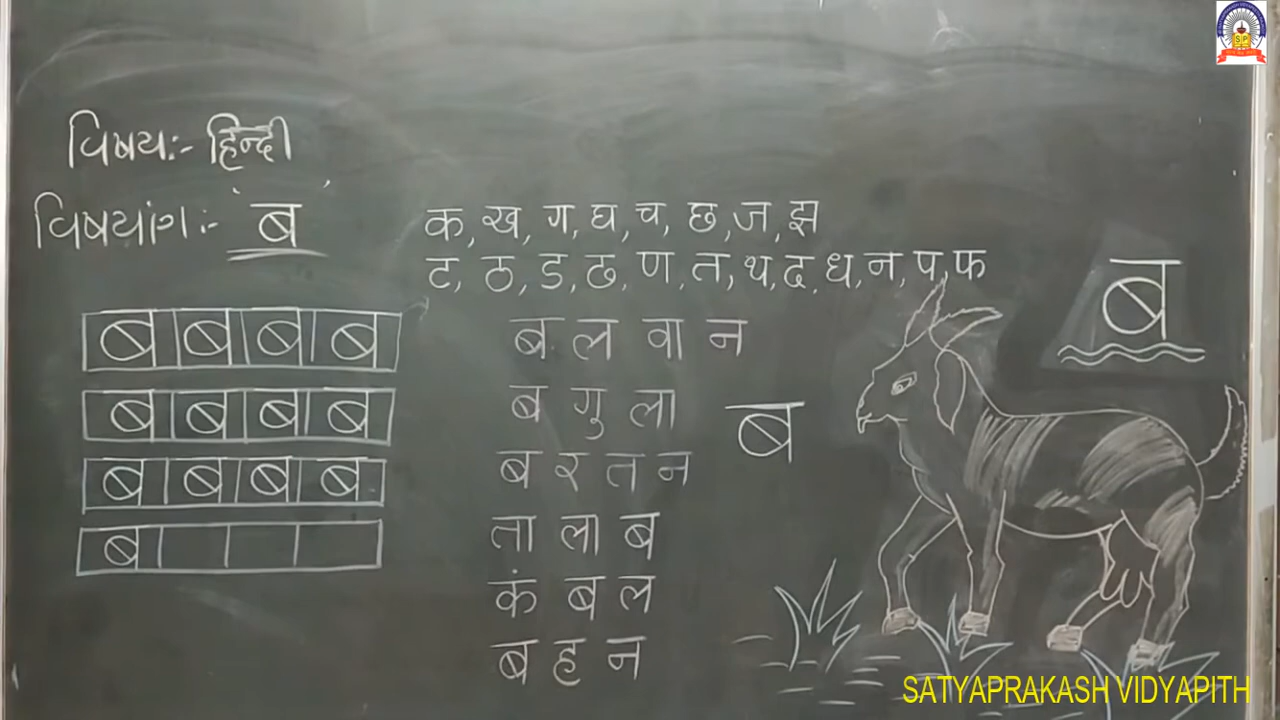 विषय:- हिन्दी
विषयांग:- 'ब'
क, ख, ग, घ, च, छ, ज, झ
ट, ठ, ड, ढ, ण, त, थ, द, ध, न, प, फ
ब
ब ब ब ब
ब ब ब ब
ब ब ब ब
ब
ब ल वा न
ब गु ला
ब र त न
ता ला ब
कं ब ल
ब ह न
ब
SATYAPRAKASH VIDYAPITH